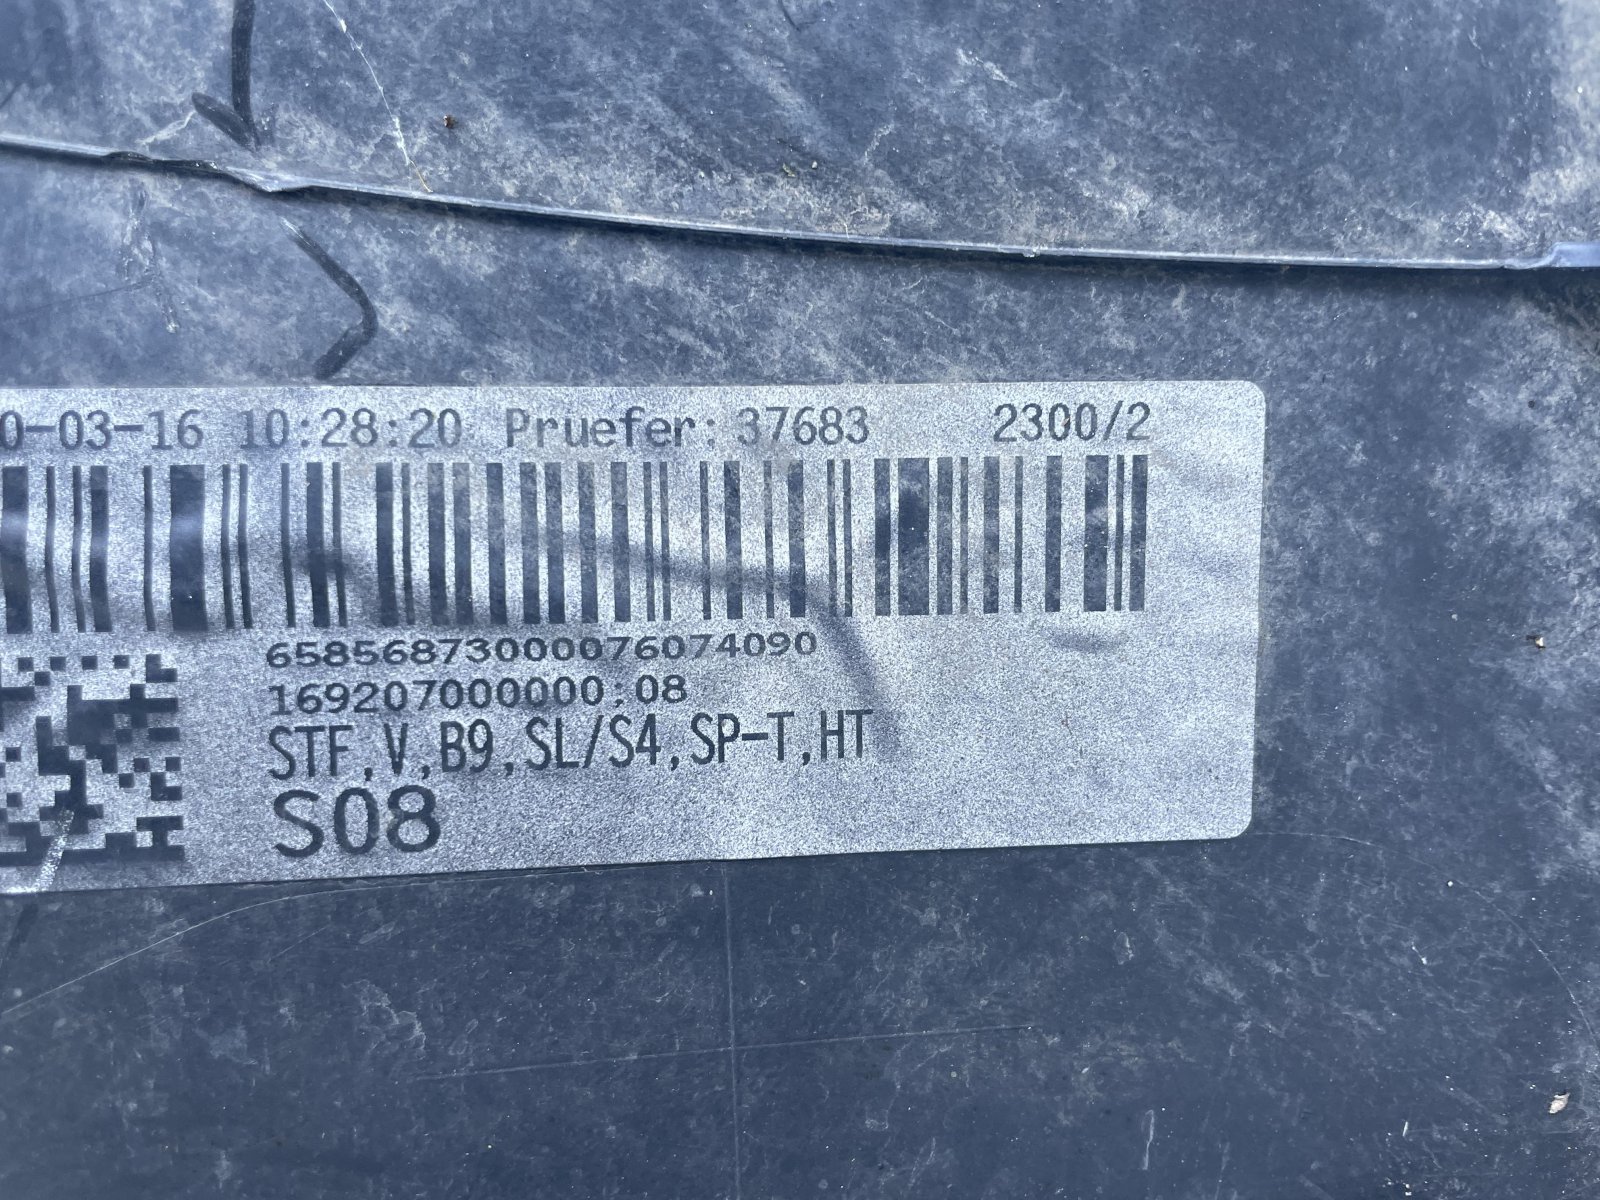 0-03-16 10:28:20 Pruefer: 37683 2300/2
65856873000076074090
169207000000:08
STF,V,B9,SL/S4,SP-T,HT
S08